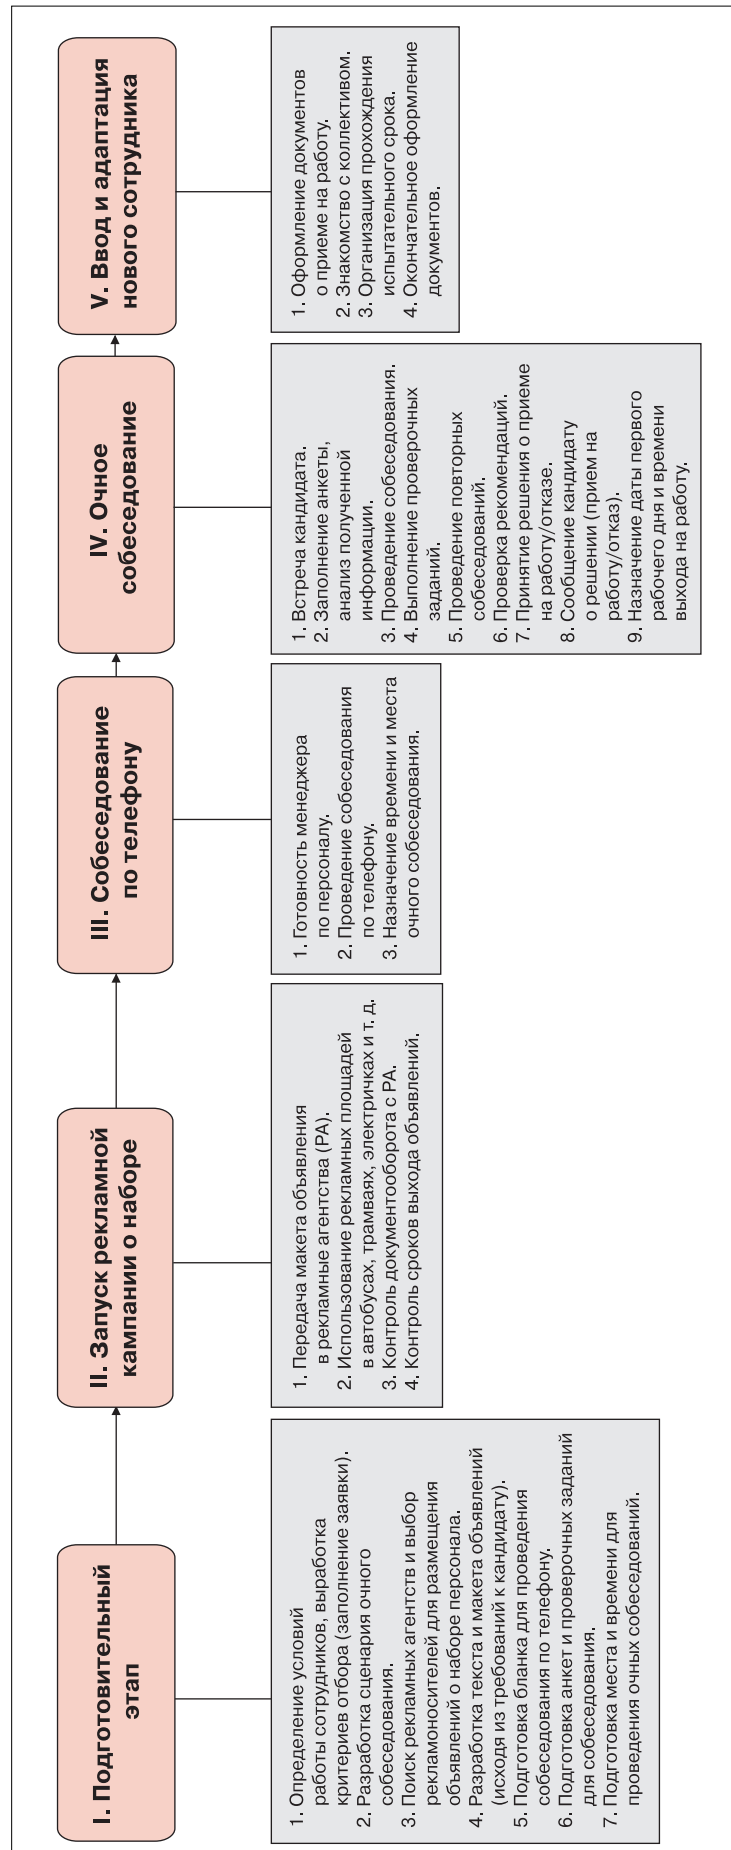 I. Подготовительный
этап
1. Определение условий
работы сотрудников, выработка
критериев отбора (заполнение заявки).
2. Разработка сценария очного
собеседования.
3. Поиск рекламных агентств и выбор
рекламоносителей для размещения
объявлений о наборе персонала.
4. Разработка текста и макета объявлений
(исходя из требований к кандидату).
5. Подготовка бланка для проведения
собеседования по телефону.
6. Подготовка анкет и проверочных заданий
для собеседования.
7. Подготовка места и времени для
проведения очных собеседований.
II. Запуск рекламной
кампании о наборе
1. Передача макета объявления
в рекламные агентства (РА).
2. Использование рекламных площадей
в автобусах, трамваях, электричках и т. д.
3. Контроль документооборота с РА.
4. Контроль сроков выхода объявлений.
III. Собеседование
по телефону
1. Готовность менеджера
по персоналу.
2. Проведение собеседования
по телефону.
3. Назначение времени и места
очного собеседования.
IV. Очное
собеседование
1. Встреча кандидата.
2. Заполнение анкеты,
анализ полученной
информации.
3. Проведение собеседования.
4. Выполнение проверочных
заданий.
5. Проведение повторных
собеседований.
6. Проверка рекомендаций.
7. Принятие решения о приеме
на работу/отказе.
8. Сообщение кандидату
о решении (прием на
работу/отказ).
9. Назначение даты первого
рабочего дня и времени
выхода на работу.
V. Ввод и адаптация
нового сотрудника
1. Оформление документов
о приеме на работу.
2. Знакомство с коллективом.
3. Организация прохождения
испытательного срока.
4. Окончательное оформление
документов.